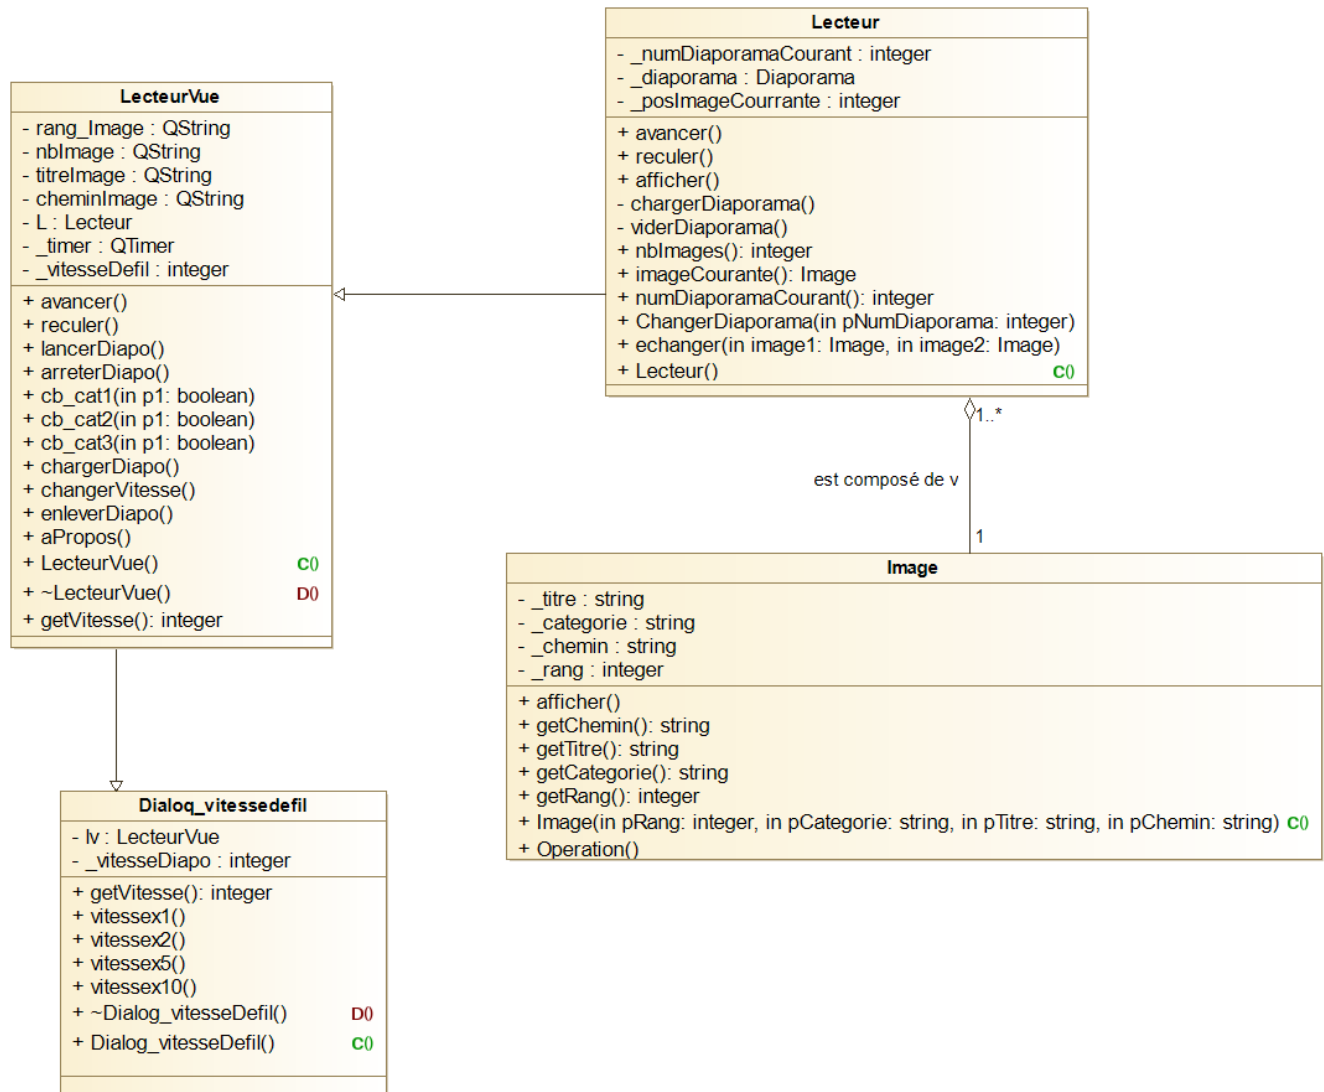 LecteurVue
- rang_Image : QString
- nbImage : QString
- titreImage : QString
- cheminImage : QString
- L : Lecteur
- _timer : QTimer
- _vitesseDefil : integer
+ avancer()
+ reculer()
+ lancerDiapo()
+ arreterDiapo()
+ cb_cat1(in p1: boolean)
+ cb_cat2(in p1: boolean)
+ cb_cat3(in p1: boolean)
+ chargerDiapo()
+ changerVitesse()
+ enleverDiapo()
+ aPropos()
+ LecteurVue() C()
+ ~LecteurVue() D()
+ getVitesse(): integer
Lecteur
- _numDiaporamaCourant : integer
- _diaporama : Diaporama
- _posImageCourrante : integer
+ avancer()
+ reculer()
+ afficher()
- chargerDiaporama()
- viderDiaporama()
+ nbImages(): integer
+ imageCourante(): Image
+ numDiaporamaCourant(): integer
+ ChangerDiaporama(in pNumDiaporama: integer)
+ echanger(in image1: Image, in image2: Image)
+ Lecteur() C()
1..*
est composé de v
1
Image
- _titre : string
- _categorie : string
- _chemin : string
- _rang : integer
+ afficher()
+ getChemin(): string
+ getTitre(): string
+ getCategorie(): string
+ getRang(): integer
+ Image(in pRang: integer, in pCategorie: string, in pTitre: string, in pChemin: string) C()
+ Operation()
Dialoq_vitessedefil
- lv : LecteurVue
- _vitesseDiapo : integer
+ getVitesse(): integer
+ vitessex1()
+ vitessex2()
+ vitessex5()
+ vitessex10()
+ ~Dialog_vitesseDefil() D()
+ Dialog_vitesseDefil() C()